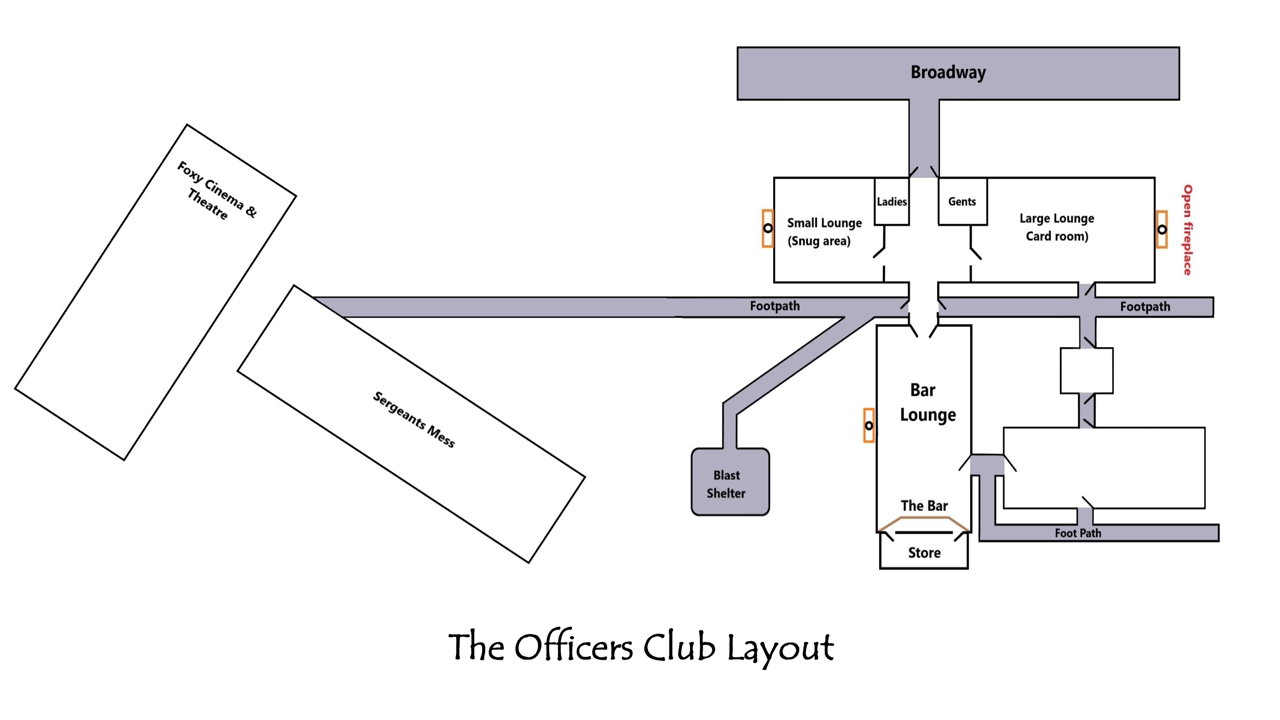 Broadway
Foxy Cinema &
Theatre
Ladies
Gents
Small Lounge
(Snug area)
Large Lounge
Card room)
Open fireplace
Footpath
Footpath
Sergeants Mess
Bar
Lounge
Blast
Shelter
The Bar
Foot Path
Store
The Officers Club Layout